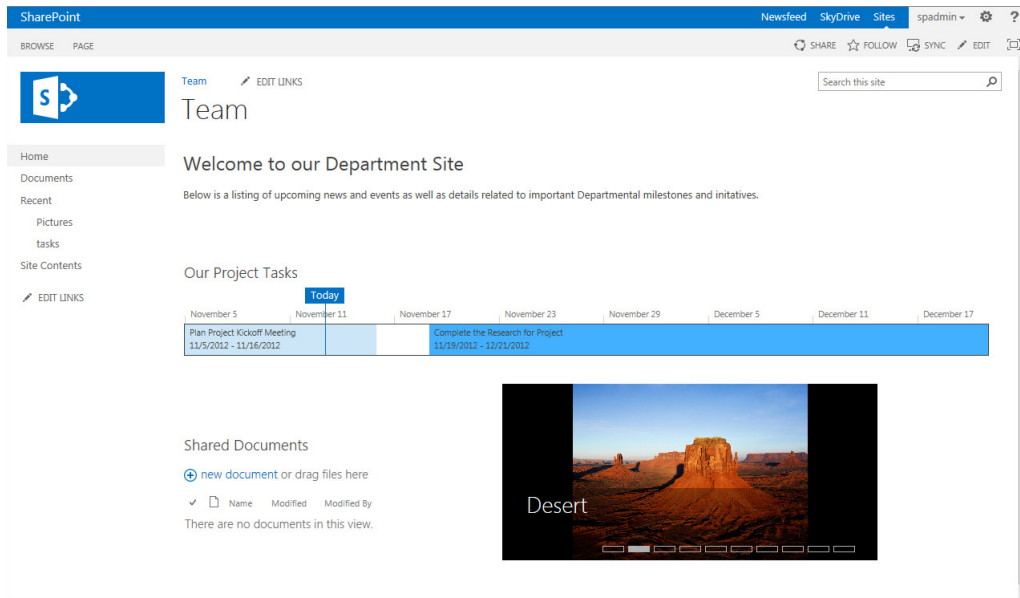 SharePoint
Newsfeed SkyDrive Sites spadmin ?
BROWSE PAGE
SHARE FOLLOW SYNC EDIT
S
Team EDIT LINKS
Search this site
Team
Home
Documents
Recent
Pictures
tasks
Site Contents
EDIT LINKS
Welcome to our Department Site
Below is a listing of upcoming news and events as well as details related to important Departmental milestones and initatives.
Our Project Tasks
Today
November 5 November 11 November 17 November 23 November 29 December 5 December 11 December 17
Plan Project Kickoff Meeting
11/5/2012 - 11/16/2012
Complete the Research for Project
11/19/2012 - 12/21/2012
Shared Documents
new document or drag files here
Name Modified Modified By
There are no documents in this view.
Desert